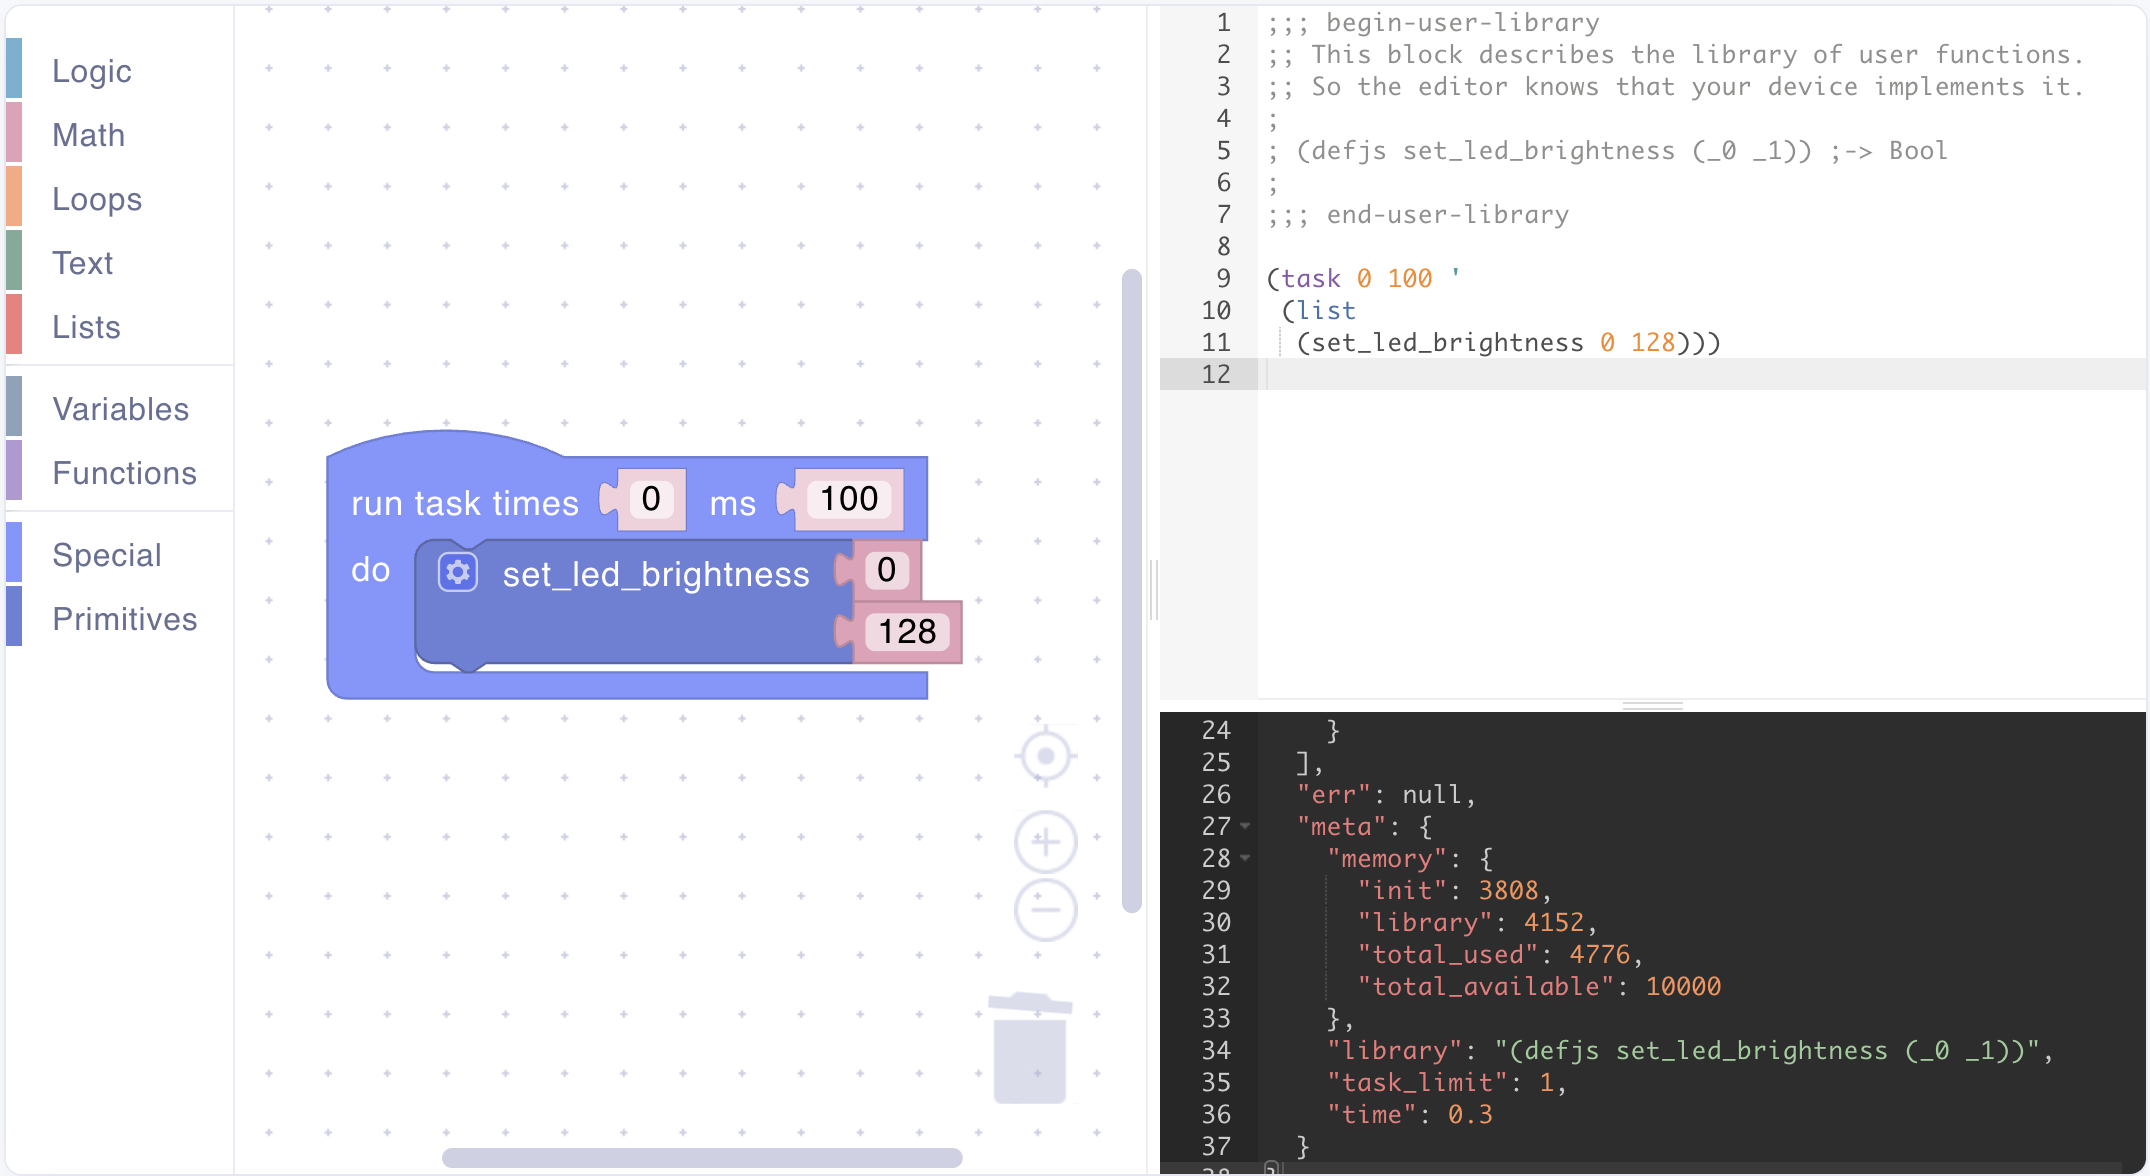 Logic
Math
Loops
Text
Lists
Variables
Functions
Special
Primitives
run task times 0 ms 100
do set_led_brightness 0
128
1 ;;; begin-user-library
2 ;; This block describes the library of user functions.
3 ;; So the editor knows that your device implements it.
4 ;
5 ; (defjs set_led_brightness (_0 _1)) ;-> Bool
6 ;
7 ;;; end-user-library
8
9 (task 0 100 '
10 (list
11 (set_led_brightness 0 128)))
12
24 }
25 ],
26 "err": null,
27 "meta": {
28 "memory": {
29 "init": 3808,
30 "library": 4152,
31 "total_used": 4776,
32 "total_available": 10000
33 },
34 "library": "(defjs set_led_brightness (_0 _1))",
35 "task_limit": 1,
36 "time": 0.3
37 }